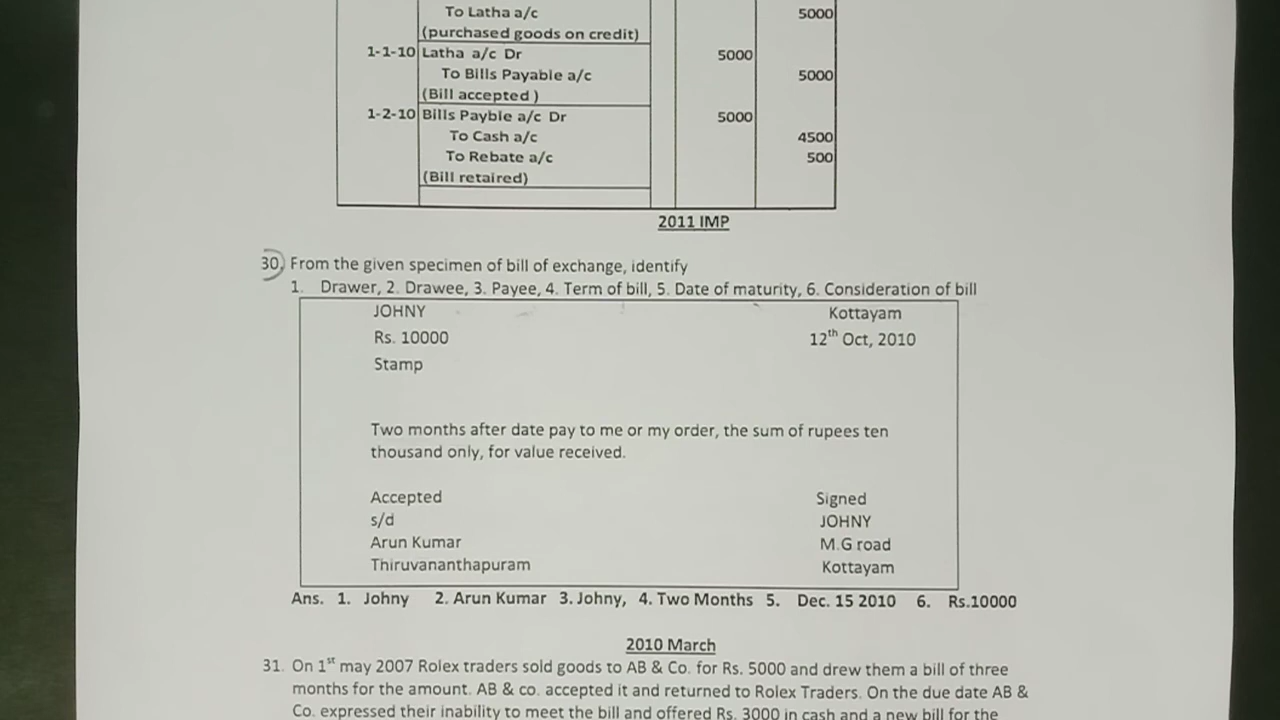 To Latha a/c 5000
(purchased goods on credit)
1-1-10 Latha a/c Dr 5000
To Bills Payable a/c 5000
(Bill accepted )
1-2-10 Bills Payble a/c Dr 5000
To Cash a/c 4500
To Rebate a/c 500
(Bill retaired)
2011 IMP
30. From the given specimen of bill of exchange, identify
1. Drawer, 2. Drawee, 3. Payee, 4. Term of bill, 5. Date of maturity, 6. Consideration of bill
JOHNY Kottayam
Rs. 10000 12th Oct, 2010
Stamp
Two months after date pay to me or my order, the sum of rupees ten
thousand only, for value received.
Accepted Signed
s/d JOHNY
Arun Kumar M.G road
Thiruvananthapuram Kottayam
Ans. 1. Johny 2. Arun Kumar 3. Johny, 4. Two Months 5. Dec. 15 2010 6. Rs.10000
2010 March
31. On 1st may 2007 Rolex traders sold goods to AB & Co. for Rs. 5000 and drew them a bill of three
months for the amount. AB & co. accepted it and returned to Rolex Traders. On the due date AB &
Co. expressed their inability to meet the bill and offered Rs. 3000 in cash and a new bill for the